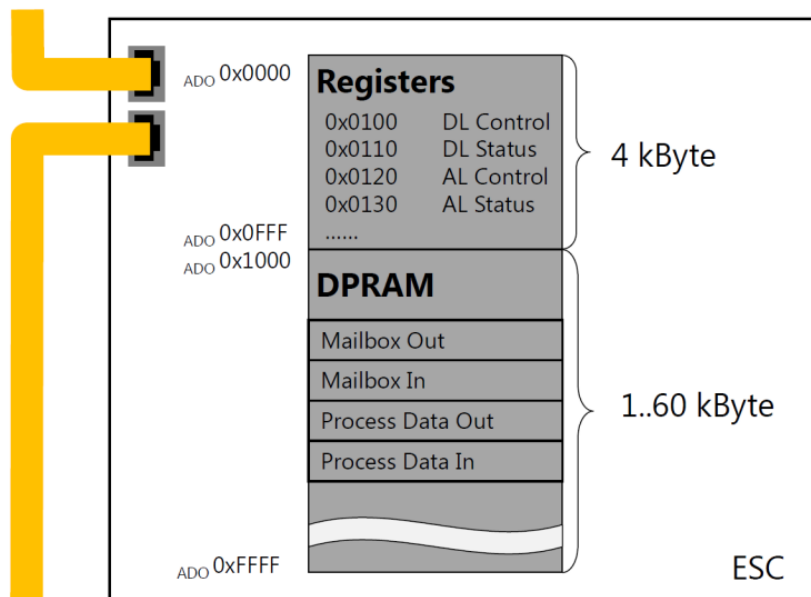 ADO 0x0000
Registers
0x0100 DL Control
0x0110 DL Status
0x0120 AL Control
0x0130 AL Status
......
4 kByte
ADO 0x0FFF
ADO 0x1000
DPRAM
Mailbox Out
Mailbox In
Process Data Out
Process Data In
1..60 kByte
ADO 0xFFFF
ESC